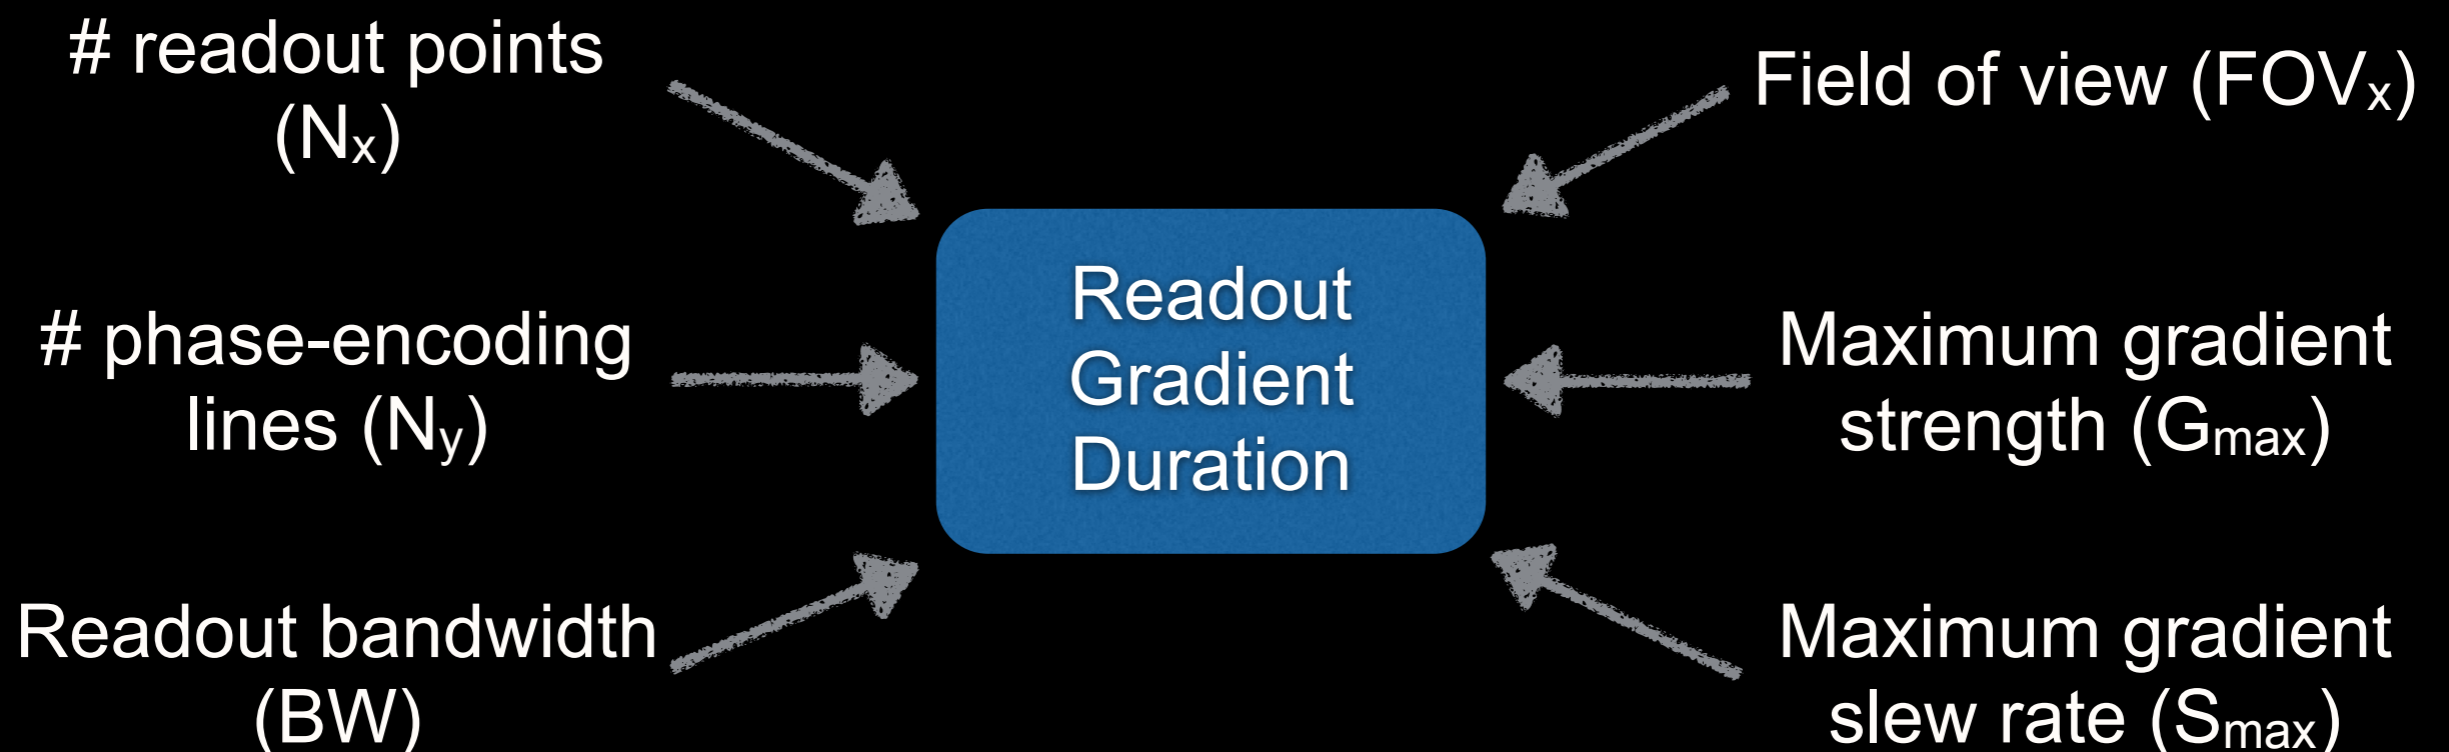 # readout points
(Nx)
# phase-encoding
lines (Ny)
Readout bandwidth
(BW)
Readout
Gradient
Duration
Field of view (FOVx)
Maximum gradient
strength (Gmax)
Maximum gradient
slew rate (Smax)